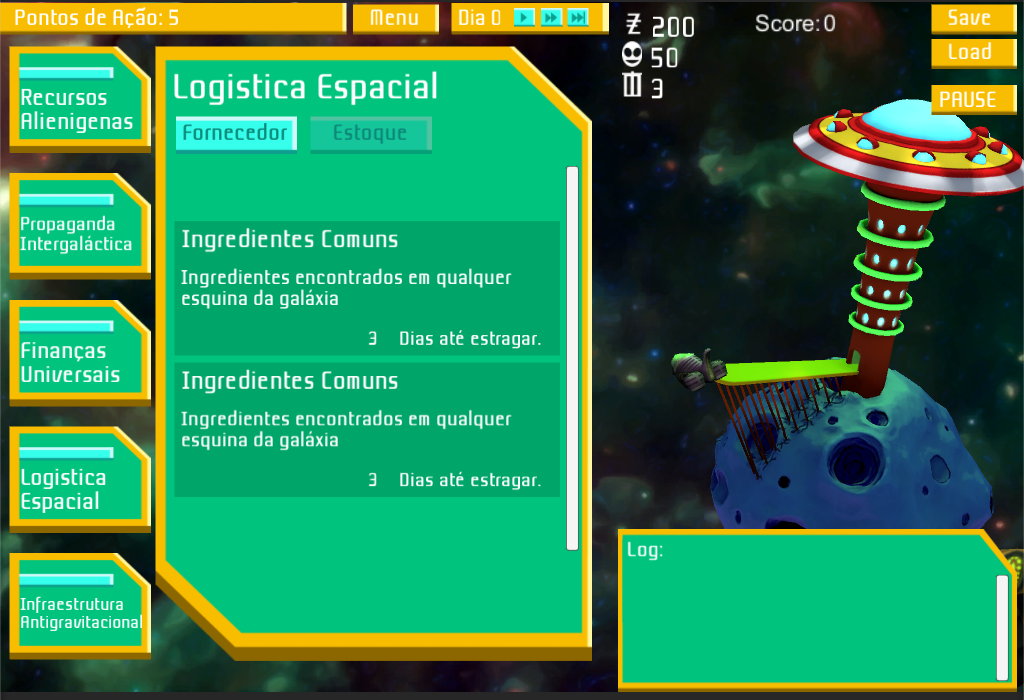 Pontos de Ação: 5
Menu
Dia 0
200
50
3
Score: 0
Save
Load
PAUSE
Recursos
Alienigenas
Propaganda
Intergaláctica
Finanças
Universais
Logistica
Espacial
Infraestrutura
Antigravitacional
Logistica Espacial
Fornecedor
Estoque
Ingredientes Comuns
Ingredientes encontrados em qualquer
esquina da galáxia
3 Dias até estragar.
Ingredientes Comuns
Ingredientes encontrados em qualquer
esquina da galáxia
3 Dias até estragar.
Log: